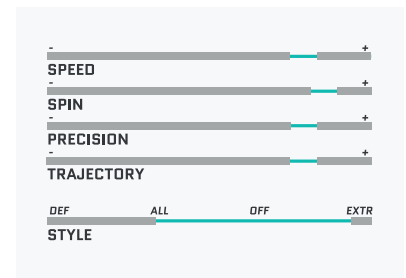 - +
SPEED
- +
SPIN
- +
PRECISION
- +
TRAJECTORY
DEF ALL OFF EXTR
STYLE